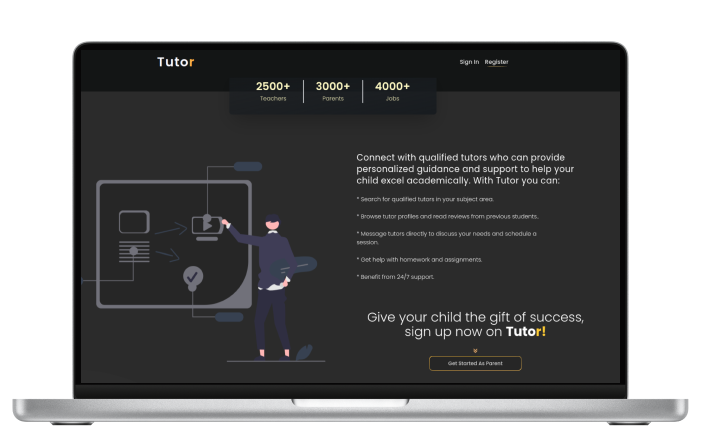 Tutor
Sign In Register
2500+ 3000+ 4000+
Teachers Parents Jobs
Connect with qualified tutors who can provide
personalized guidance and support to help your
child excel academically. With Tutor you can:
* Search for qualified tutors in your subject area.
* Browse tutor profiles and read reviews from previous students.
* Message tutors directly to discuss your needs and schedule a
session.
* Get help with homework and assignments.
* Benefit from 24/7 support.
Give your child the gift of success,
sign up now on Tutor!
Get Started As Parent